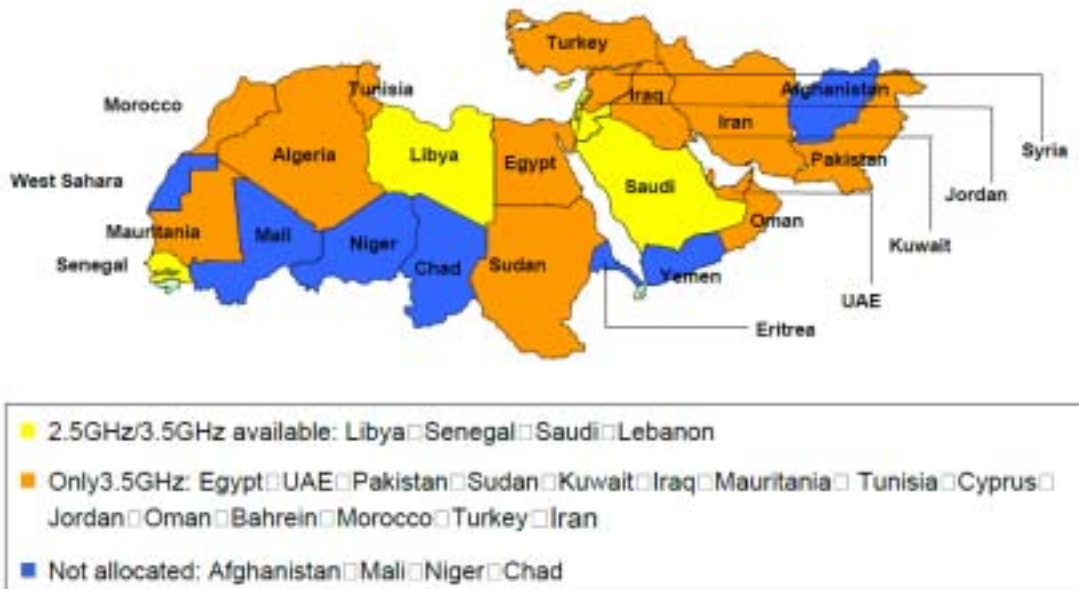 Turkey
Tunisia
Afghanistan
Morocco
Iraq
Iran
Algeria
Libya
Egypt
Pakistan
Syria
West Sahara
Saudi
Jordan
Mauritania
Mali
Niger
Oman
Kuwait
Senegal
Chad
Sudan
Yemen
UAE
Eritrea
2.5GHz/3.5GHz available: Libya□Senegal□Saudi□Lebanon
Only3.5GHz: Egypt□UAE□Pakistan□Sudan□Kuwait□Iraq□Mauritania□ Tunisia□Cyprus□
Jordan□Oman□Bahrein□Morocco□Turkey□Iran
Not allocated: Afghanistan□Mali□Niger□Chad